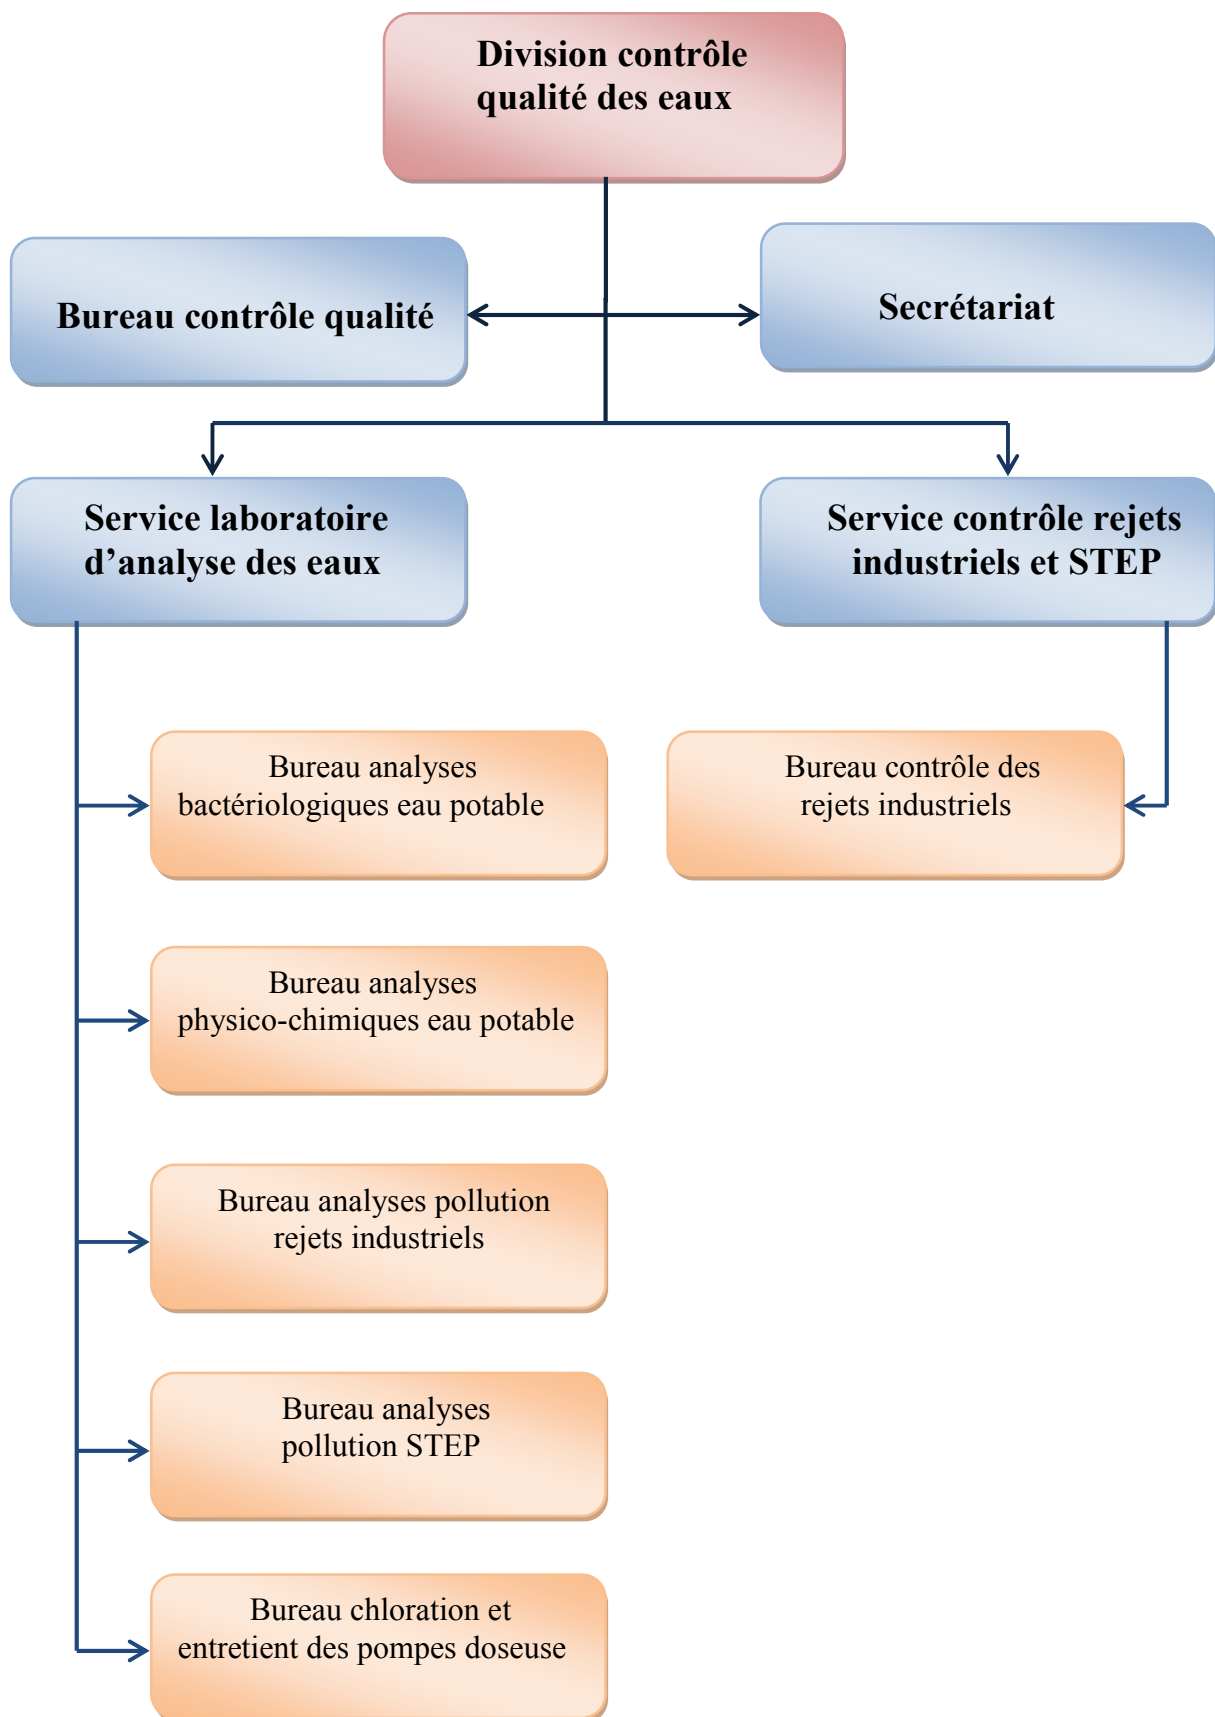 Division contrôle
qualité des eaux
Bureau contrôle qualité
Secrétariat
Service laboratoire
d’analyse des eaux
Service contrôle rejets
industriels et STEP
Bureau analyses
bactériologiques eau potable
Bureau contrôle des
rejets industriels
Bureau analyses
physico-chimiques eau potable
Bureau analyses pollution
rejets industriels
Bureau analyses
pollution STEP
Bureau chloration et
entretient des pompes doseuse